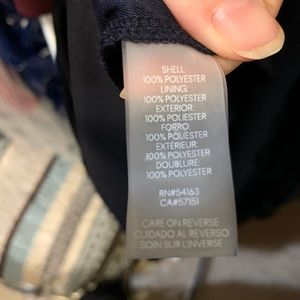 SHELL:
100% POLYESTER
LINING:
100% POLYESTER
EXTERIOR:
100% POLIESTER
FORRO:
100% POLIESTER
EXTÉRIEUR:
100% POLYESTER
DOUBLURE:
100% POLYESTER
RN#54163
CA#57151
CARE ON REVERSE
CUIDADO AL REVERSO
SOIN SUR L'INVERSE